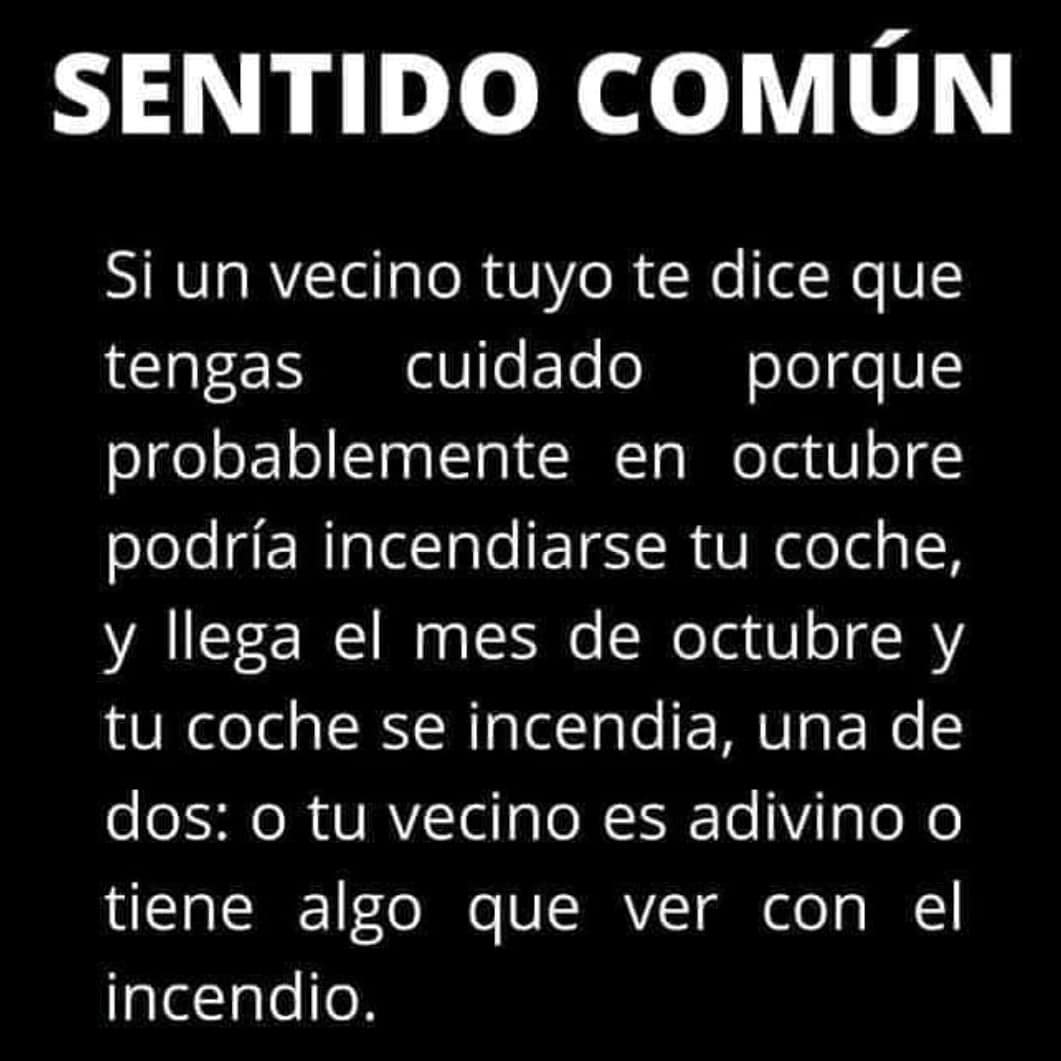 SENTIDO COMÚN
Si un vecino tuyo te dice que
tengas cuidado porque
probablemente en octubre
podría incendiarse tu coche,
y llega el mes de octubre y
tu coche se incendia, una de
dos: o tu vecino es adivino o
tiene algo que ver con el
incendio.